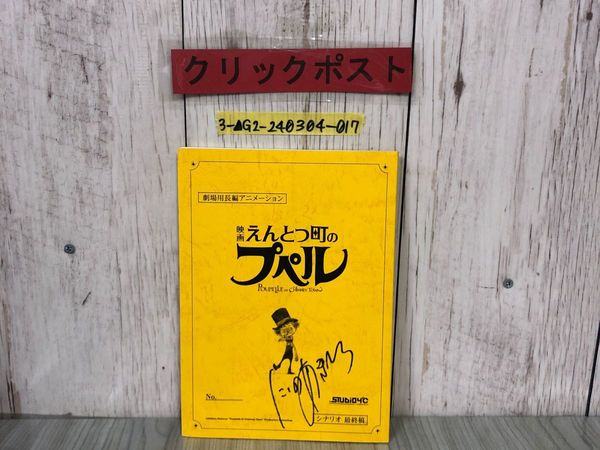 クリックポスト
3-▲G2-240304-017
劇場用長編アニメーション
映画 えんとつ町の
プペル
POUPELLE OF CHIMNEY TOWN
No.
STUDIO4℃
シナリオ 最終稿